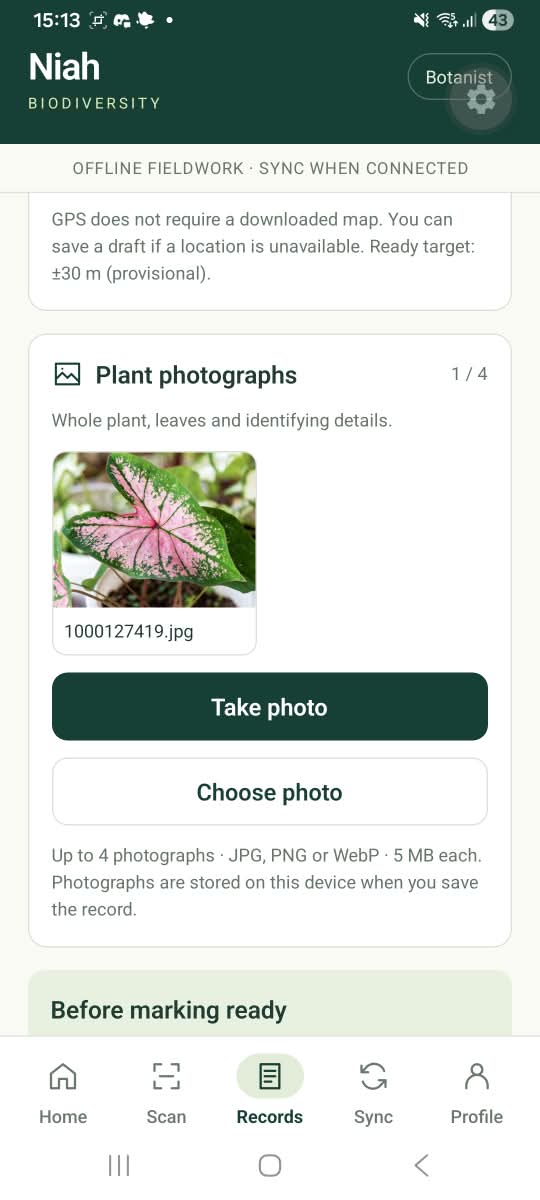 15:13
43
Niah
BIODIVERSITY
Botanist
OFFLINE FIELDWORK · SYNC WHEN CONNECTED
GPS does not require a downloaded map. You can
save a draft if a location is unavailable. Ready target:
±30 m (provisional).
Plant photographs
1 / 4
Whole plant, leaves and identifying details.
1000127419.jpg
Take photo
Choose photo
Up to 4 photographs · JPG, PNG or WebP · 5 MB each.
Photographs are stored on this device when you save
the record.
Before marking ready
Home
Scan
Records
Sync
Profile